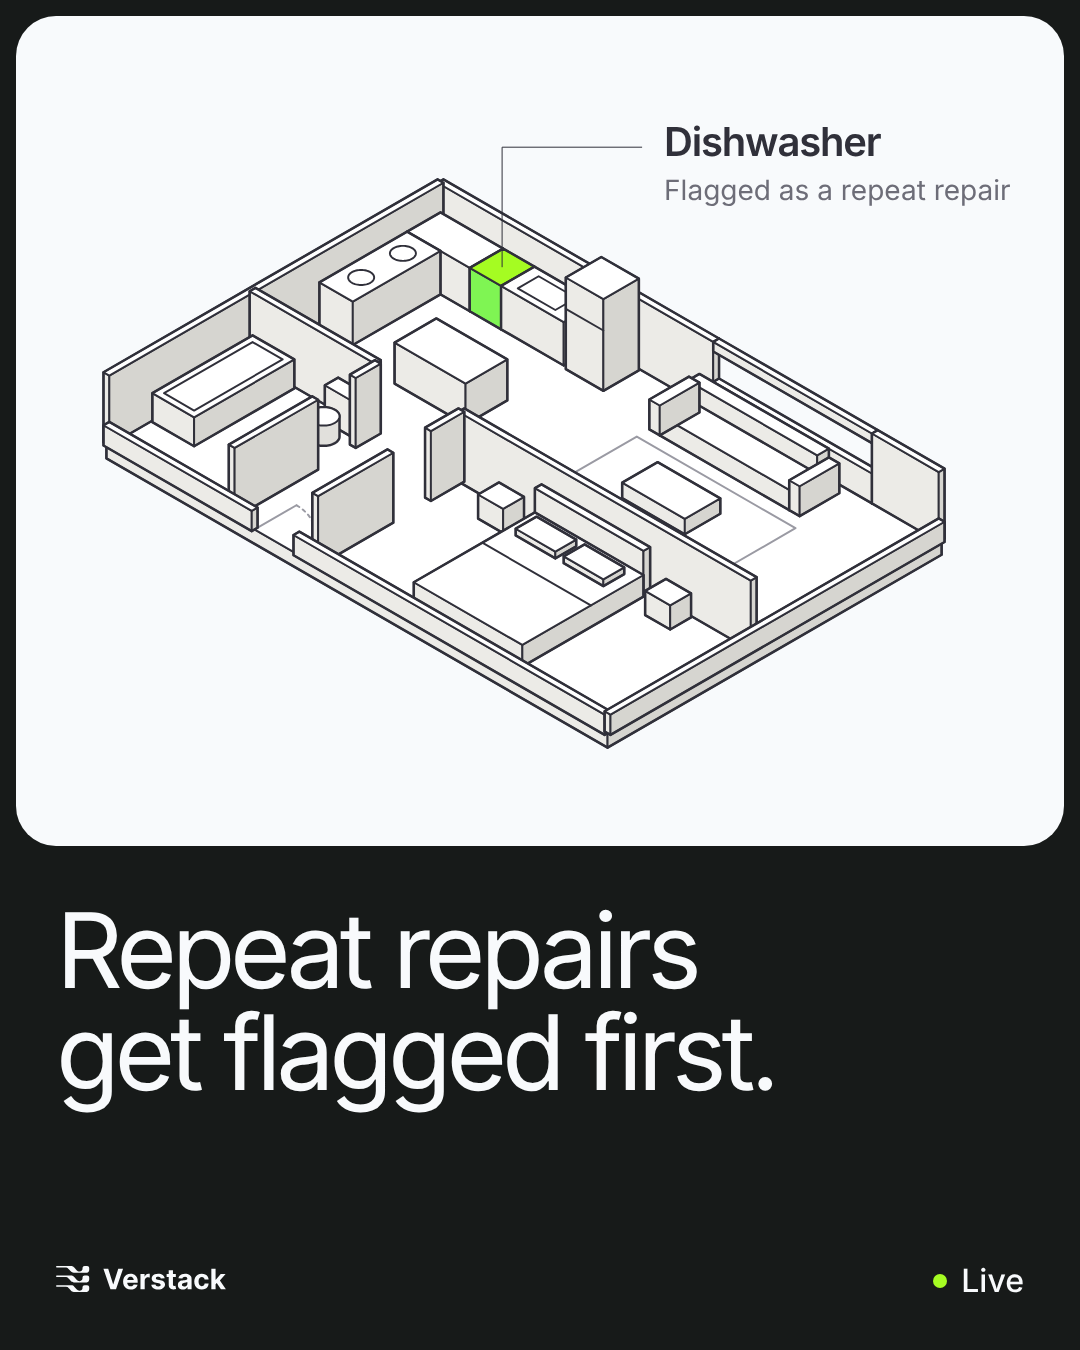 Dishwasher
Flagged as a repeat repair
Repeat repairs
get flagged first.
Verstack
Live